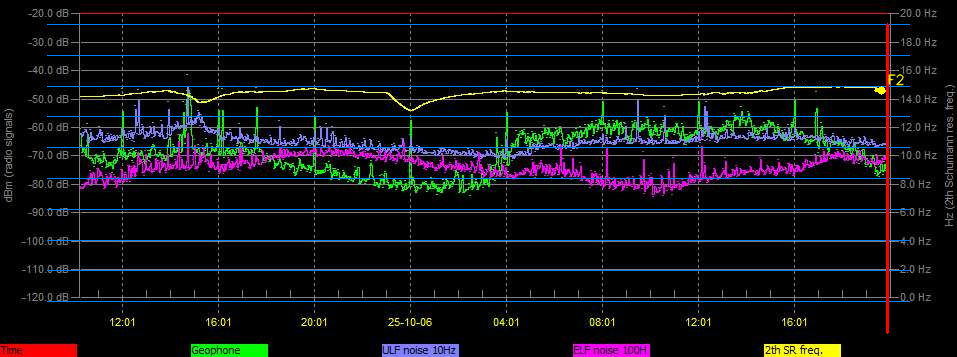 -20.0 dB 20.0 Hz
-30.0 dB 18.0 Hz
-40.0 dB 16.0 Hz
F2
-50.0 dB 14.0 Hz
-60.0 dB 12.0 Hz
-70.0 dB 10.0 Hz
-80.0 dB 8.0 Hz
-90.0 dB 6.0 Hz
-100.0 dB 4.0 Hz
-110.0 dB 2.0 Hz
-120.0 dB 0.0 Hz
dBm (radio signals)
Hz (2th Schumann res. freq.)
12:01 16:01 20:01 25-10-06 04:01 08:01 12:01 16:01
Time Geophone ULF noise 10Hz ELF noise 100H 2th SR freq.